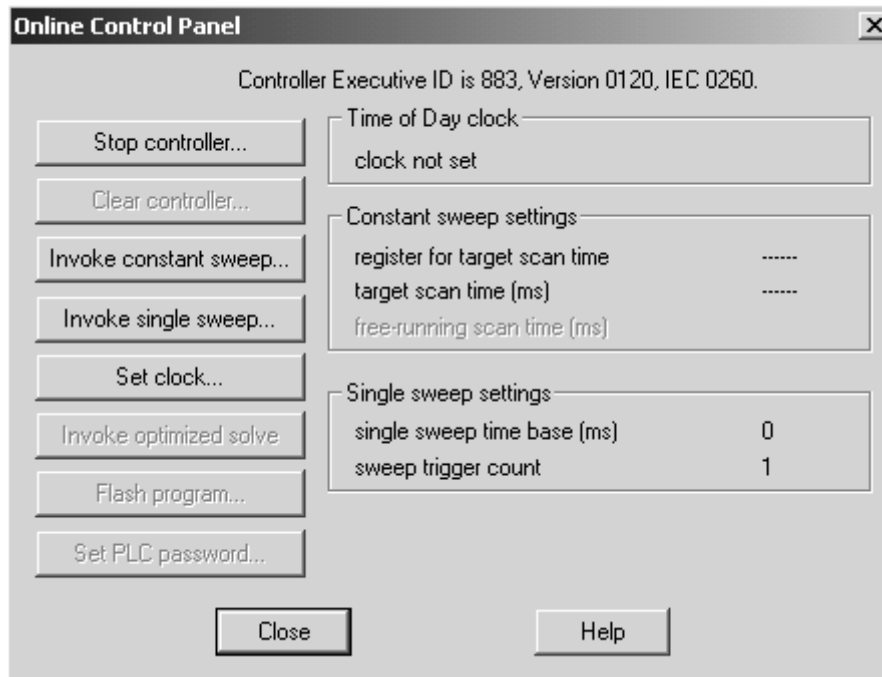 Online Control Panel
Controller Executive ID is 883, Version 0120, IEC 0260.
Stop controller...
Clear controller...
Invoke constant sweep...
Invoke single sweep...
Set clock...
Invoke optimized solve
Flash program...
Set PLC password...
Time of Day clock
clock not set
Constant sweep settings
register for target scan time ------
target scan time (ms) ------
free-running scan time (ms)
Single sweep settings
single sweep time base (ms) 0
sweep trigger count 1
Close
Help